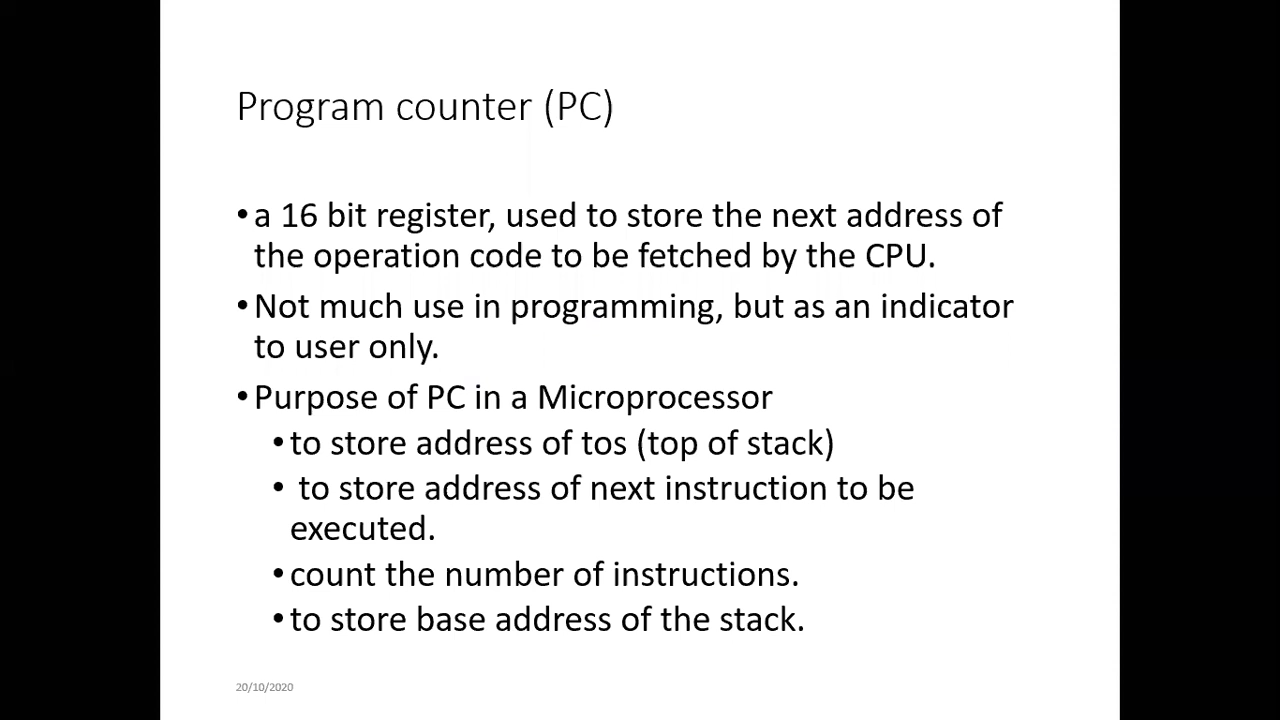 Program counter (PC)
•a 16 bit register, used to store the next address of
the operation code to be fetched by the CPU.
•Not much use in programming, but as an indicator
to user only.
•Purpose of PC in a Microprocessor
•to store address of tos (top of stack)
• to store address of next instruction to be
executed.
•count the number of instructions.
•to store base address of the stack.
20/10/2020